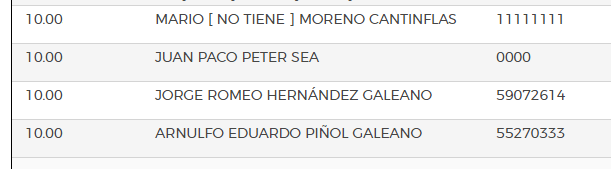 10.00 MARIO [ NO TIENE ] MORENO CANTINFLAS 11111111
10.00 JUAN PACO PETER SEA 0000
10.00 JORGE ROMEO HERNÁNDEZ GALEANO 59072614
10.00 ARNULFO EDUARDO PIÑOL GALEANO 55270333